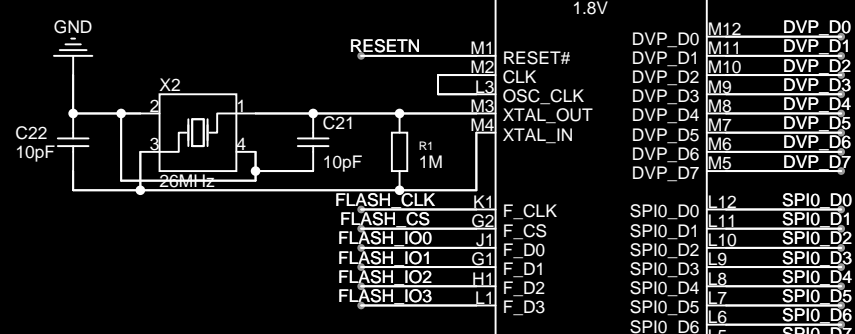 1.8V
GND
RESETN M1 RESET#
M2 CLK
L3 OSC_CLK
M3 XTAL_OUT
M4 XTAL_IN
X2
2 1
3 4
26MHz
C22
10pF
C21
10pF
R1
1M
FLASH_CLK K1 F_CLK
FLASH_CS G2 F_CS
FLASH_IO0 J1 F_D0
FLASH_IO1 G1 F_D1
FLASH_IO2 H1 F_D2
FLASH_IO3 L1 F_D3
DVP_D0 M12 DVP_D0
DVP_D1 M11 DVP_D1
DVP_D2 M10 DVP_D2
DVP_D3 M9 DVP_D3
DVP_D4 M8 DVP_D4
DVP_D5 M7 DVP_D5
DVP_D6 M6 DVP_D6
DVP_D7 M5 DVP_D7
SPI0_D0 L12 SPI0_D0
SPI0_D1 L11 SPI0_D1
SPI0_D2 L10 SPI0_D2
SPI0_D3 L9 SPI0_D3
SPI0_D4 L8 SPI0_D4
SPI0_D5 L7 SPI0_D5
SPI0_D6 L6 SPI0_D6